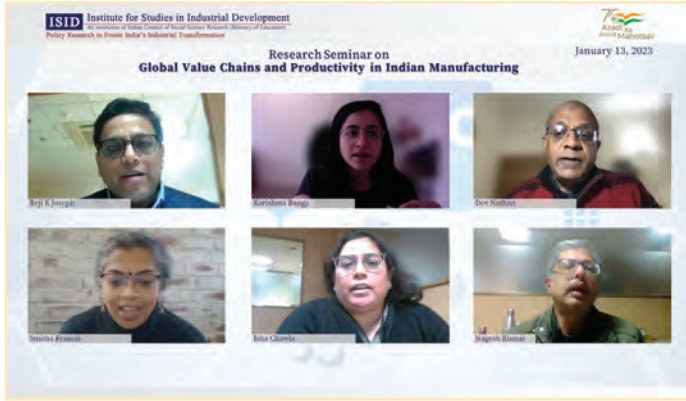 ISID Institute for Studies in Industrial Development
An institution of Indian Council of Social Science Research (Ministry of Education)
Policy Research to Foster India's Industrial Transformation
75
Azadi Ka
Amrit Mahotsav
January 13, 2023
Research Seminar on
Global Value Chains and Productivity in Indian Manufacturing
Reji K Joseph
Karishma Banga
Dev Nathan
Smitha Francis
Isha Chawla
Nagesh Kumar